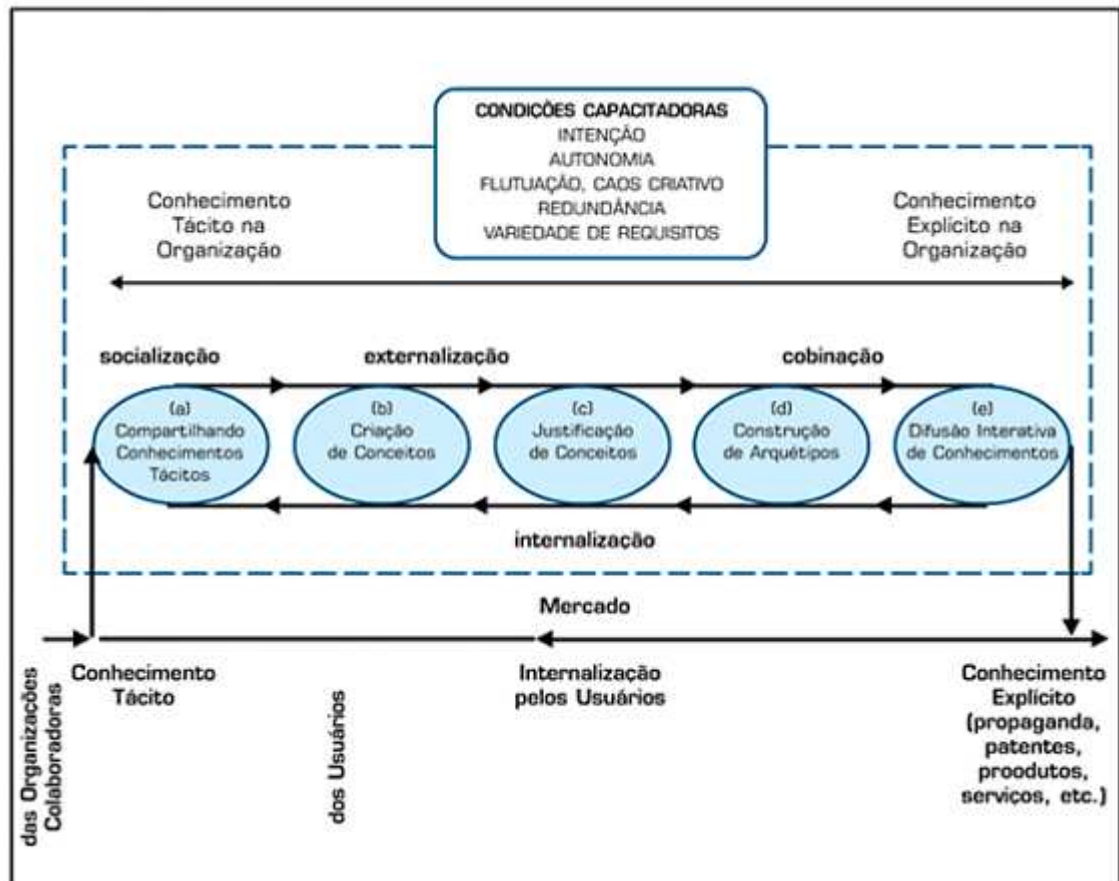 CONDIÇÕES CAPACITADORAS
INTENÇÃO
AUTONOMIA
FLUTUAÇÃO, CAOS CRIATIVO
REDUNDÂNCIA
VARIEDADE DE REQUISITOS
Conhecimento
Tácito na
Organização
Conhecimento
Explícito na
Organização
socialização
externalização
cobinação
(a)
Compartilhando
Conhecimentos
Tácitos
(b)
Criação
de Conceitos
(c)
Justificação
de Conceitos
(d)
Construção
de Arquétipos
(e)
Difusão Interativa
de Conhecimentos
internalização
Mercado
das Organizações
Colaboradoras
Conhecimento
Tácito
dos Usuários
Internalização
pelos Usuários
Conhecimento
Explícito
(propaganda,
patentes,
proodutos,
serviços, etc.)